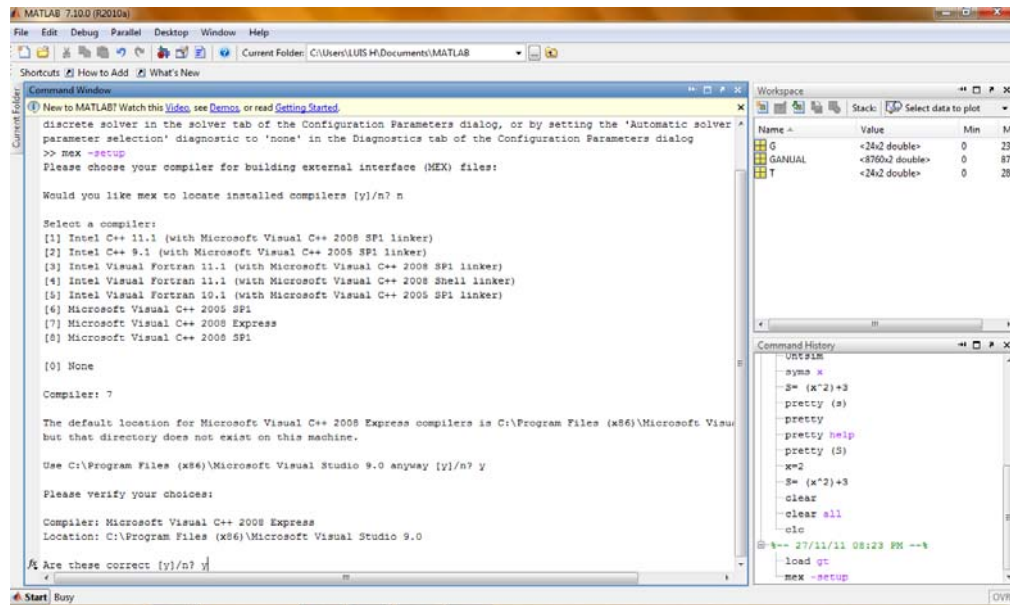 MATLAB 7.10.0 (R2010a)
File Edit Debug Parallel Desktop Window Help
Current Folder: C:\Users\LUIS H\Documents\MATLAB
Shortcuts How to Add What's New
Current Folder
Command Window
New to MATLAB? Watch this Video, see Demos, or read Getting Started.
discrete solver in the solver tab of the Configuration Parameters dialog, or by setting the 'Automatic solver
parameter selection' diagnostic to 'none' in the Diagnostics tab of the Configuration Parameters dialog
>> mex -setup
Please choose your compiler for building external interface (MEX) files:
Would you like mex to locate installed compilers [y]/n? n
Select a compiler:
[1] Intel C++ 11.1 (with Microsoft Visual C++ 2008 SP1 linker)
[2] Intel C++ 9.1 (with Microsoft Visual C++ 2005 SP1 linker)
[3] Intel Visual Fortran 11.1 (with Microsoft Visual C++ 2008 SP1 linker)
[4] Intel Visual Fortran 11.1 (with Microsoft Visual C++ 2008 Shell linker)
[5] Intel Visual Fortran 10.1 (with Microsoft Visual C++ 2005 SP1 linker)
[6] Microsoft Visual C++ 2005 SP1
[7] Microsoft Visual C++ 2008 Express
[8] Microsoft Visual C++ 2008 SP1
[0] None
Compiler: 7
The default location for Microsoft Visual C++ 2008 Express compilers is C:\Program Files (x86)\Microsoft Visu
but that directory does not exist on this machine.
Use C:\Program Files (x86)\Microsoft Visual Studio 9.0 anyway [y]/n? y
Please verify your choices:
Compiler: Microsoft Visual C++ 2008 Express
Location: C:\Program Files (x86)\Microsoft Visual Studio 9.0
fx Are these correct [y]/n? y
Workspace
Stack: Select data to plot
Name Value Min M
G <24x2 double> 0 23
GANUAL <8760x2 double> 0 87
T <24x2 double> 0 28
Command History
syms x
S= (x^2)+3
pretty (s)
pretty
pretty help
pretty (S)
x=2
S= (x^2)+3
clear
clear all
clc
%-- 27/11/11 08:23 PM --%
load gt
mex -setup
Start Busy
OVR